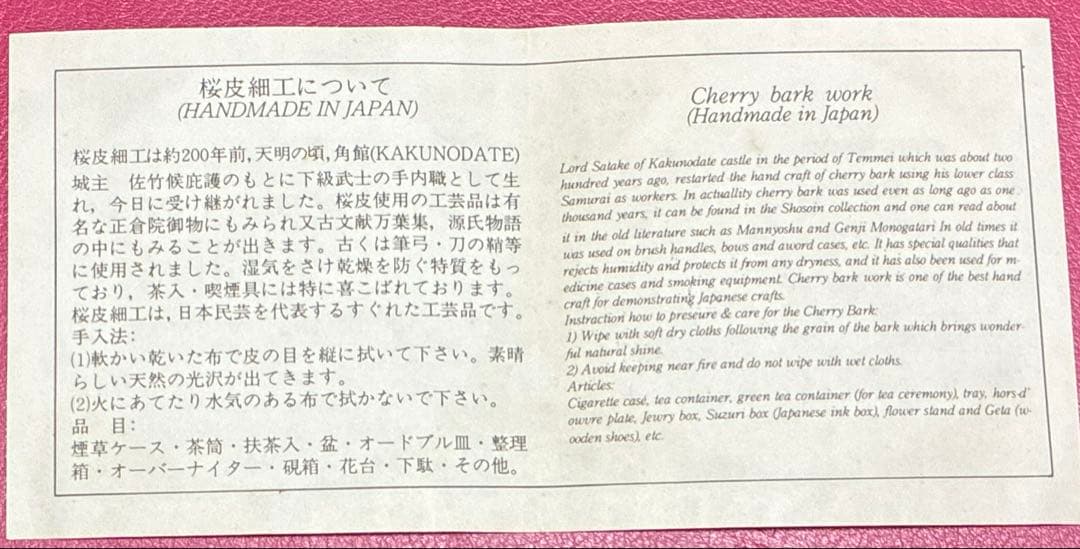 桜皮細工について
(HANDMADE IN JAPAN)
桜皮細工は約200年前,天明の頃,角館(KAKUNODATE)
城主　佐竹候庇護のもとに下級武士の手内職として生
れ,今日に受け継がれました。桜皮使用の工芸品は有
名な正倉院御物にもみられ又古文献万葉集,源氏物語
の中にもみることが出きます。古くは筆弓・刀の鞘等
に使用されました。湿気をさけ乾燥を防ぐ特質をもっ
ており,茶入・喫煙具には特に喜こばれております。
桜皮細工は,日本民芸を代表するすぐれた工芸品です。
手入法:
(1)軟かい乾いた布で皮の目を縦に拭いて下さい。素晴
らしい天然の光沢が出てきます。
(2)火にあてたり水気のある布で拭かないで下さい。
品　目:
煙草ケース・茶筒・扶茶入・盆・オードブル皿・整理
箱・オーバーナイター・硯箱・花台・下駄・その他。
Cherry bark work
(Handmade in Japan)
Lord Satake of Kakunodate castle in the period of Temmei which was about two
hundred years ago, restarted the hand craft of cherry bark using his lower class
Samurai as workers. In actuallity cherry bark was used even as long ago as one
thousand years, it can be found in the Shosoin collection and one can read about
it in the old literature such as Mannyoshu and Genji Monogatari In old times it
was used on brush handles, bows and aword cases, etc. It has special qualities that
rejects humidity and protects it from any dryness, and it has also been used for m-
edicine cases and smoking equipment. Cherry bark work is one of the best hand
craft for demonstrating Japanese crafts.
Instraction how to preseure & care for the Cherry Bark:
1) Wipe with soft dry cloths following the grain of the bark which brings wonder-
ful natural shine.
2) Avoid keeping near fire and do not wipe with wet cloths.
Articles:
Cigarette case, tea container, green tea container (for tea ceremony), tray, hors-d'
owvre plate, Jewry box, Suzuri box (Japanese ink box), flower stand and Geta (w-
ooden shoes), etc.